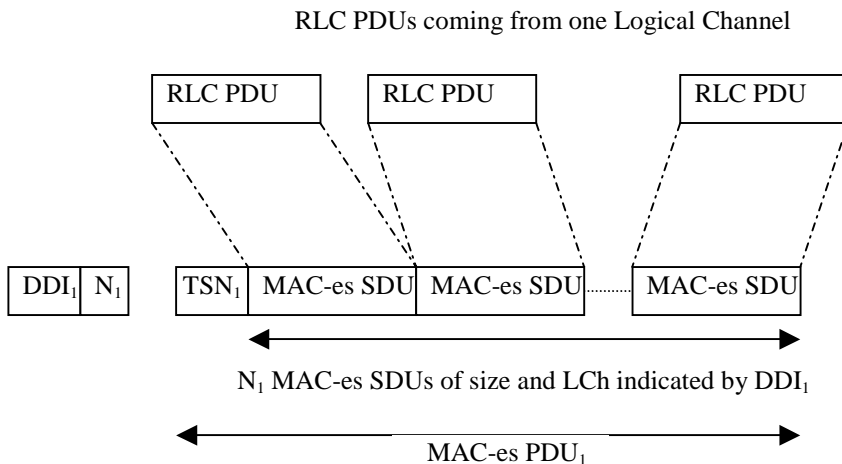 RLC PDUs coming from one Logical Channel
RLC PDU RLC PDU RLC PDU
DDI₁ N₁ TSN₁ MAC-es SDU MAC-es SDU MAC-es SDU
N₁ MAC-es SDUs of size and LCh indicated by DDI₁
MAC-es PDU₁